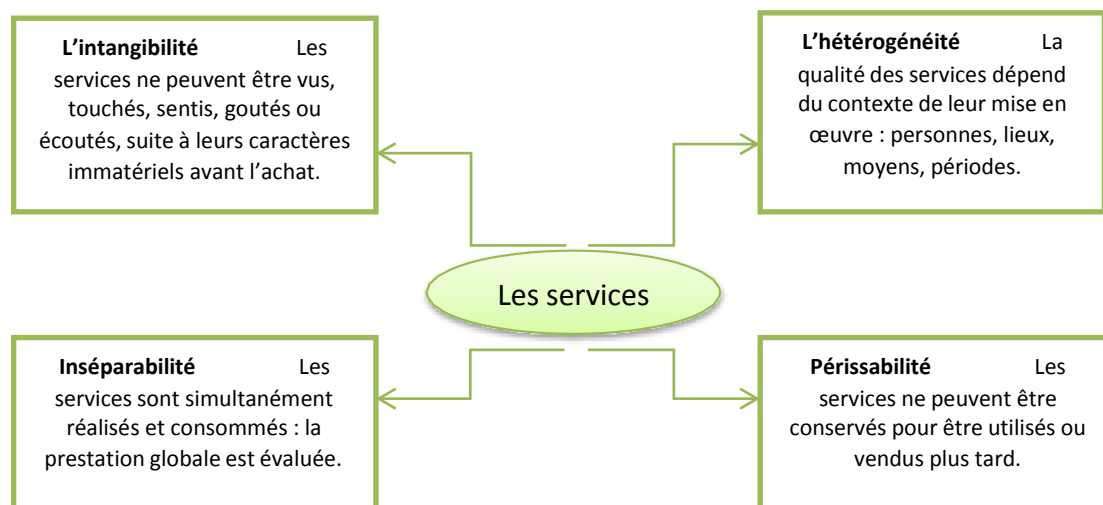 L’intangibilité Les
services ne peuvent être vus,
touchés, sentis, goutés ou
écoutés, suite à leurs caractères
immatériels avant l’achat.
L’hétérogénéité La
qualité des services dépend
du contexte de leur mise en
œuvre : personnes, lieux,
moyens, périodes.
Les services
Inséparabilité Les
services sont simultanément
réalisés et consommés : la
prestation globale est évaluée.
Périssabilité Les
services ne peuvent être
conservés pour être utilisés ou
vendus plus tard.